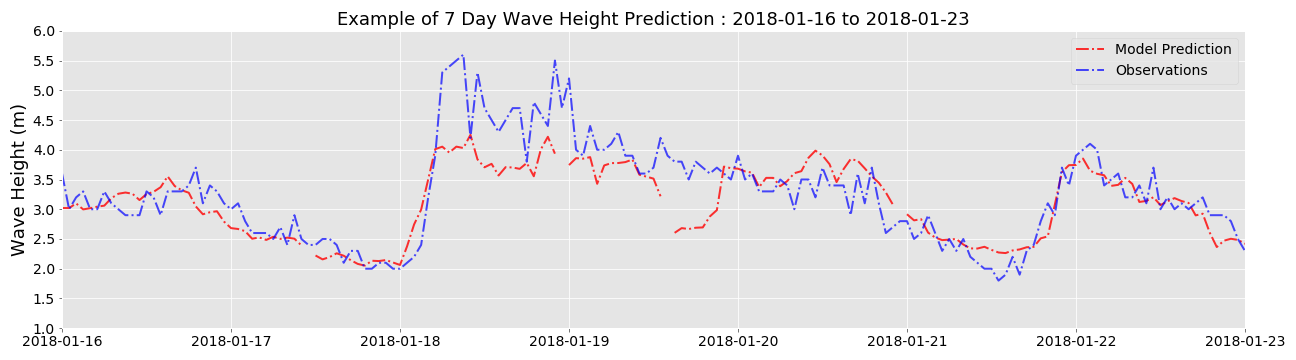 Example of 7 Day Wave Height Prediction : 2018-01-16 to 2018-01-23
Model Prediction
Observations
Wave Height (m)
6.0
5.5
5.0
4.5
4.0
3.5
3.0
2.5
2.0
1.5
1.0
2018-01-16 2018-01-17 2018-01-18 2018-01-19 2018-01-20 2018-01-21 2018-01-22 2018-01-23